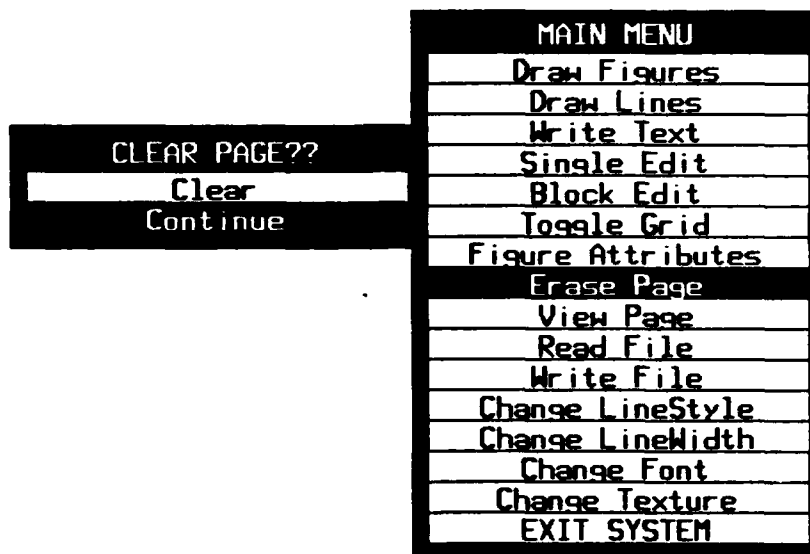 MAIN MENU
Draw Figures
Draw Lines
Write Text
Single Edit
Block Edit
Toggle Grid
Figure Attributes
Erase Page
View Page
Read File
Write File
Change LineStyle
Change LineWidth
Change Font
Change Texture
EXIT SYSTEM
CLEAR PAGE??
Clear
Continue